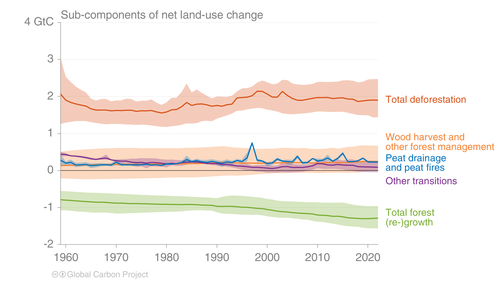 Sub-components of net land-use change
4 GtC
3
2
1
0
-1
-2
1960
1970
1980
1990
2000
2010
2020
Total deforestation
Wood harvest and
other forest management
Peat drainage
and peat fires
Other transitions
Total forest
(re-)growth
Global Carbon Project